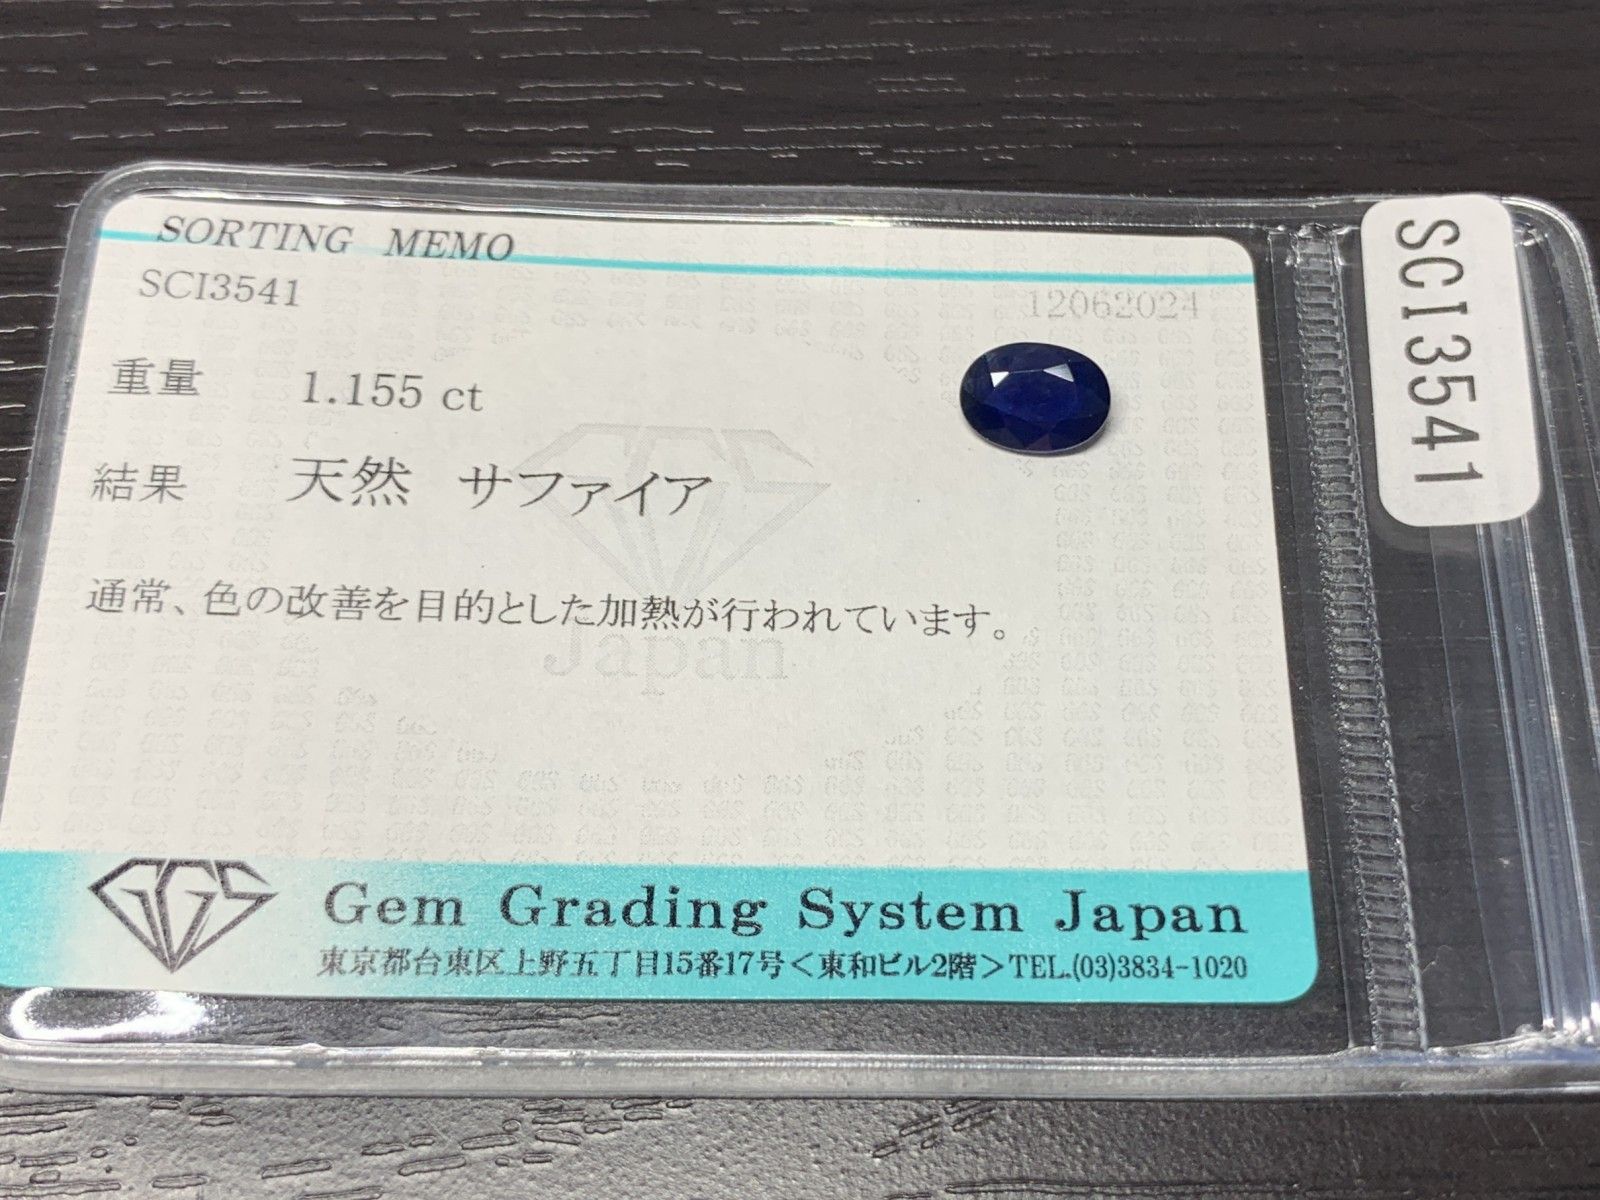 SORTING MEMO
SCI3541 12062024
重量 1.155 ct
結果 天然 サファイア
通常、色の改善を目的とした加熱が行われています。
Japan
GGS Gem Grading System Japan
東京都台東区上野五丁目15番17号<東和ビル2階>TEL.(03)3834-1020
SCI3541